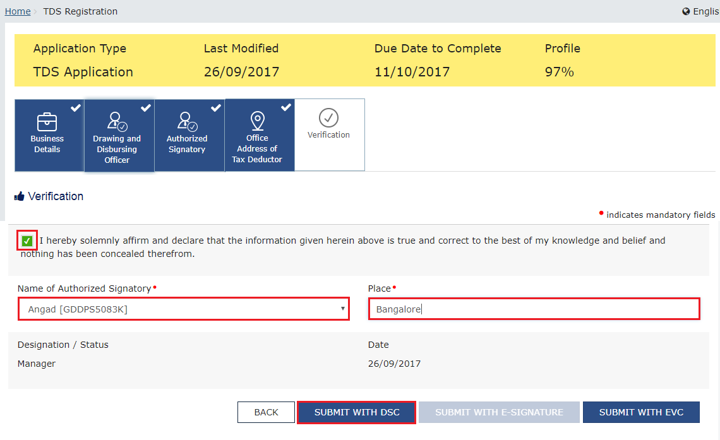 Home > TDS Registration
Englis
Application Type Last Modified Due Date to Complete Profile
TDS Application 26/09/2017 11/10/2017 97%
Business
Details
Drawing and
Disbursing
Officer
Authorized
Signatory
Office
Address of
Tax Deductor
Verification
Verification
• indicates mandatory fields
I hereby solemnly affirm and declare that the information given herein above is true and correct to the best of my knowledge and belief and
nothing has been concealed therefrom.
Name of Authorized Signatory• Place•
Angad [GDDPS5083K] Bangalore
Designation / Status Date
Manager 26/09/2017
BACK SUBMIT WITH DSC SUBMIT WITH E-SIGNATURE SUBMIT WITH EVC